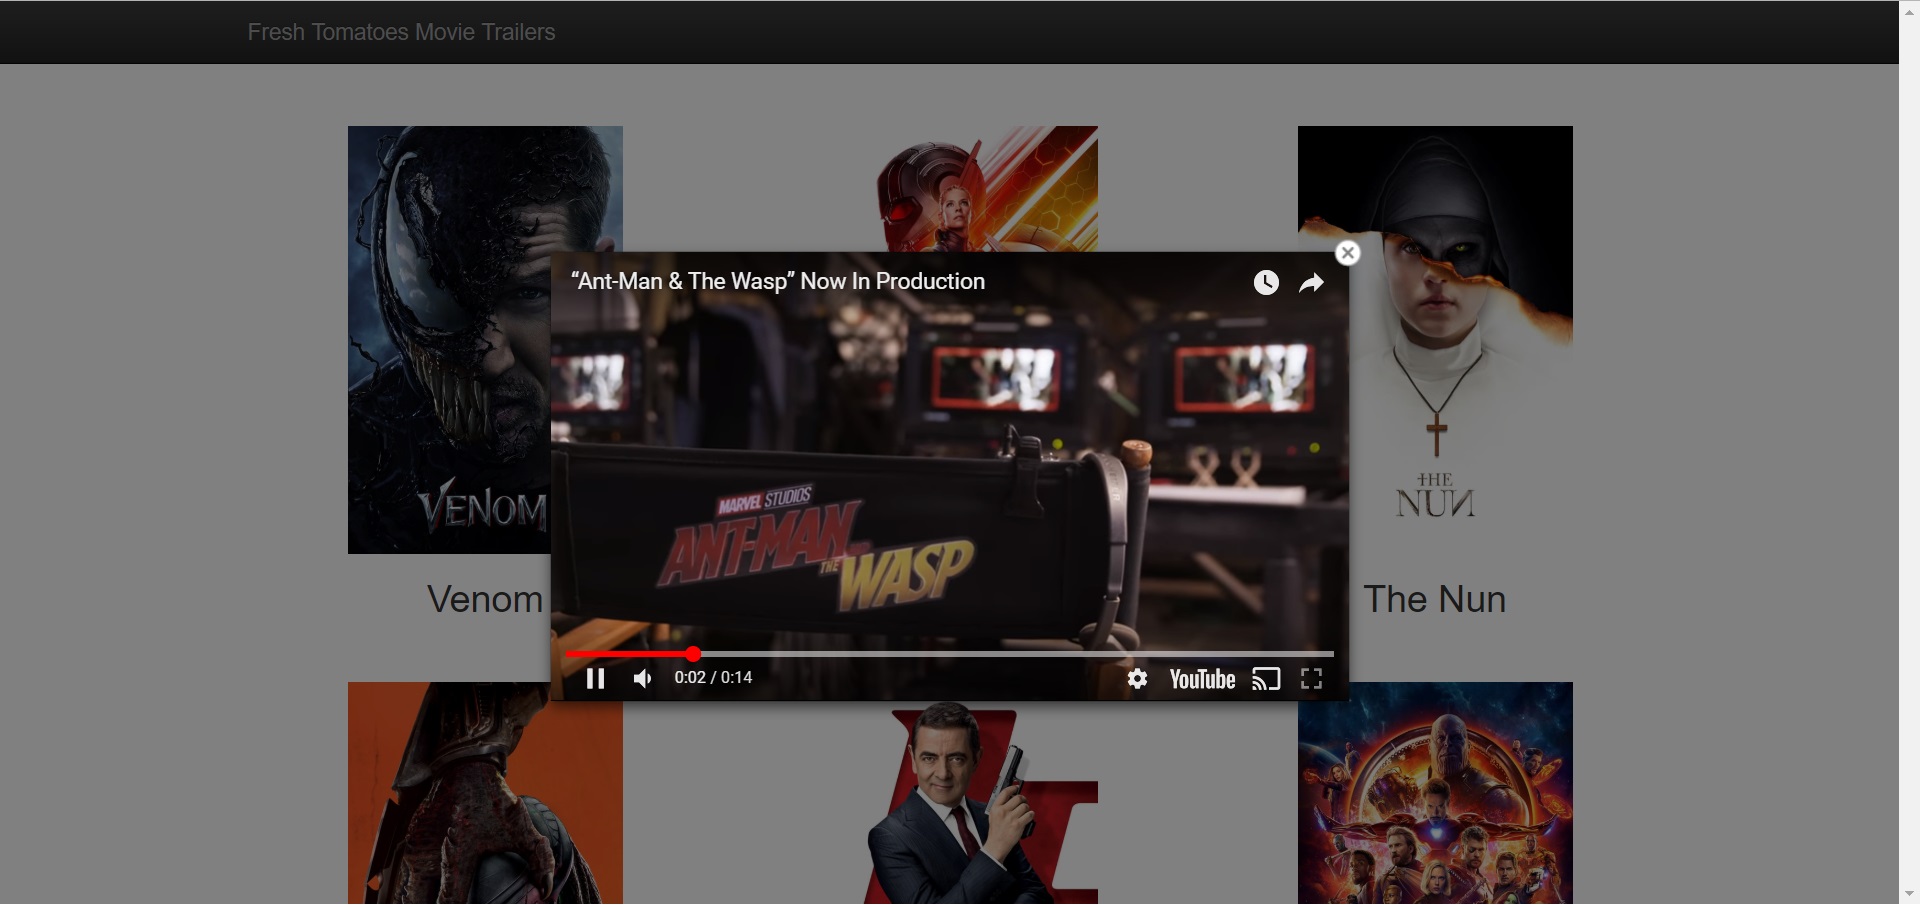 Fresh Tomatoes Movie Trailers
“Ant-Man & The Wasp” Now In Production
VENOM
THE
NUN
MARVEL STUDIOS
ANT-MAN
THE WASP
Venom
The Nun
0:02 / 0:14
YouTube